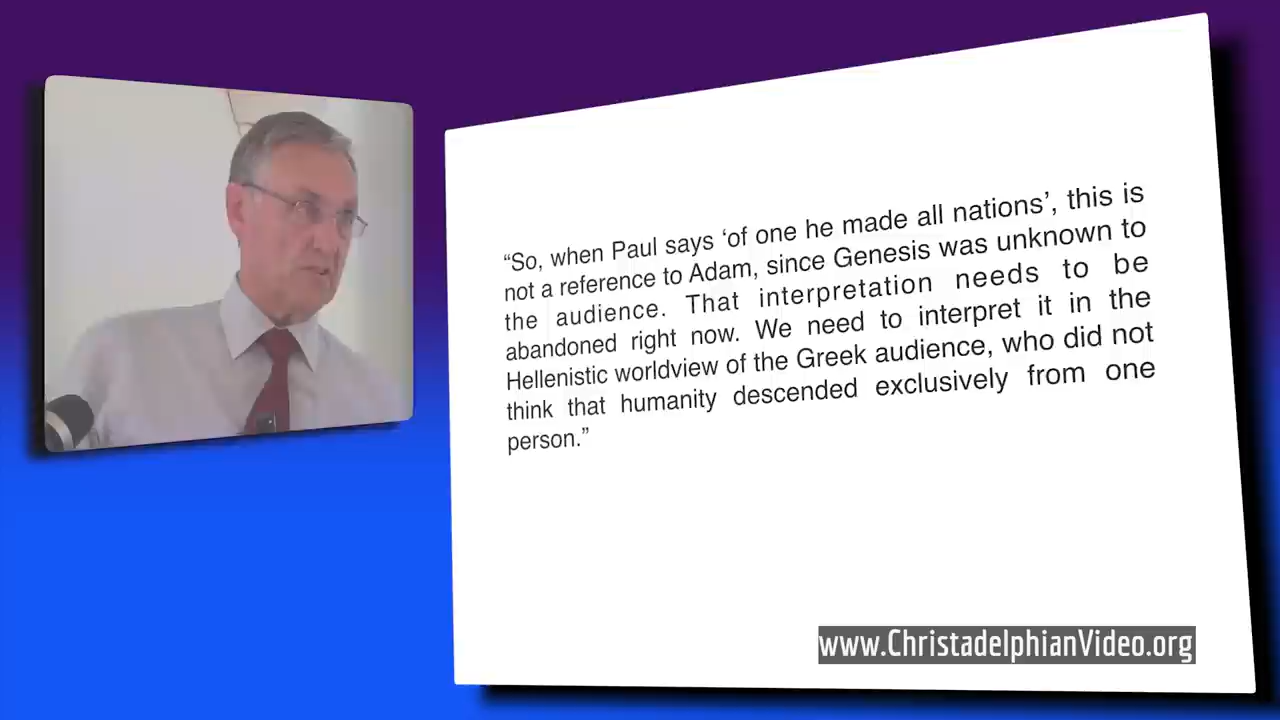 “So, when Paul says ‘of one he made all nations’, this is
not a reference to Adam, since Genesis was unknown to
the audience. That interpretation needs to be
abandoned right now. We need to interpret it in the
Hellenistic worldview of the Greek audience, who did not
think that humanity descended exclusively from one
person.”
www.ChristadelphianVideo.org